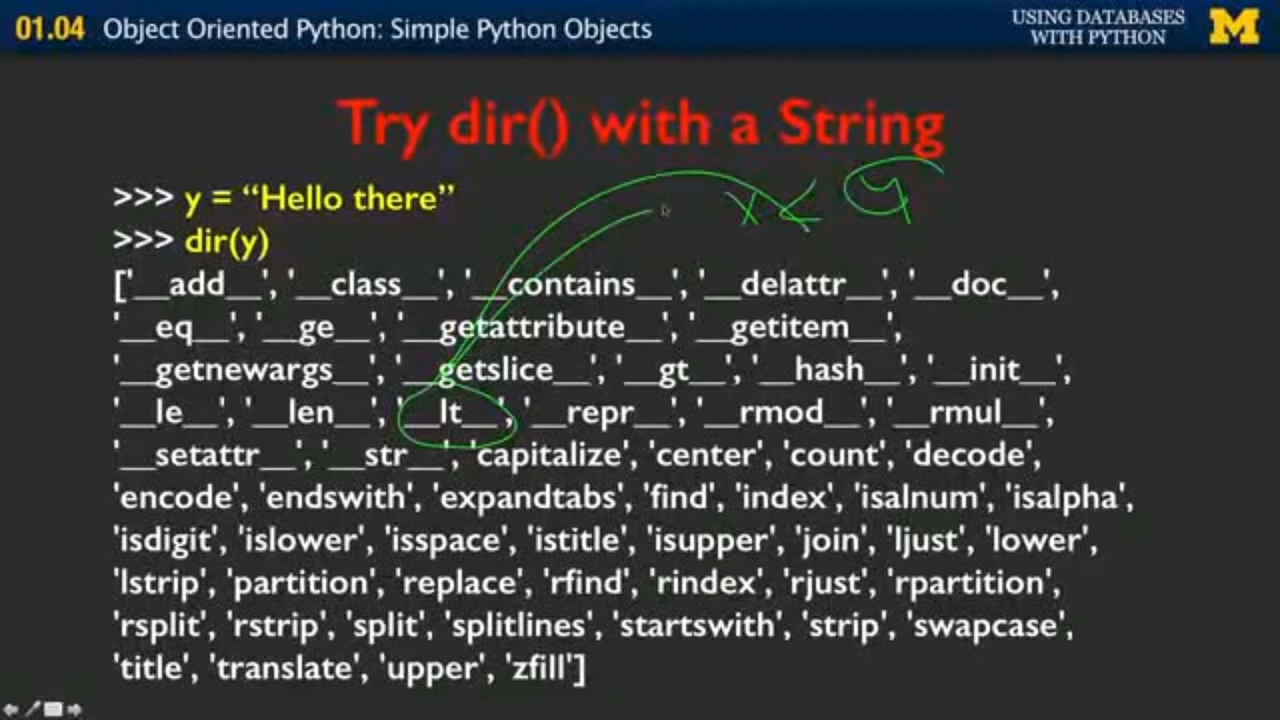 01.04 Object Oriented Python: Simple Python Objects
USING DATABASES
WITH PYTHON
M
Try dir() with a String
x < y
>>> y = “Hello there”
>>> dir(y)
['__add__', '__class__', '__contains__', '__delattr__', '__doc__',
'__eq__', '__ge__', '__getattribute__', '__getitem__',
'__getnewargs__', '__getslice__', '__gt__', '__hash__', '__init__',
'__le__', '__len__', '__lt__', '__repr__', '__rmod__', '__rmul__',
'__setattr__', '__str__', 'capitalize', 'center', 'count', 'decode',
'encode', 'endswith', 'expandtabs', 'find', 'index', 'isalnum', 'isalpha',
'isdigit', 'islower', 'isspace', 'istitle', 'isupper', 'join', 'ljust', 'lower',
'lstrip', 'partition', 'replace', 'rfind', 'rindex', 'rjust', 'rpartition',
'rsplit', 'rstrip', 'split', 'splitlines', 'startswith', 'strip', 'swapcase',
'title', 'translate', 'upper', 'zfill']